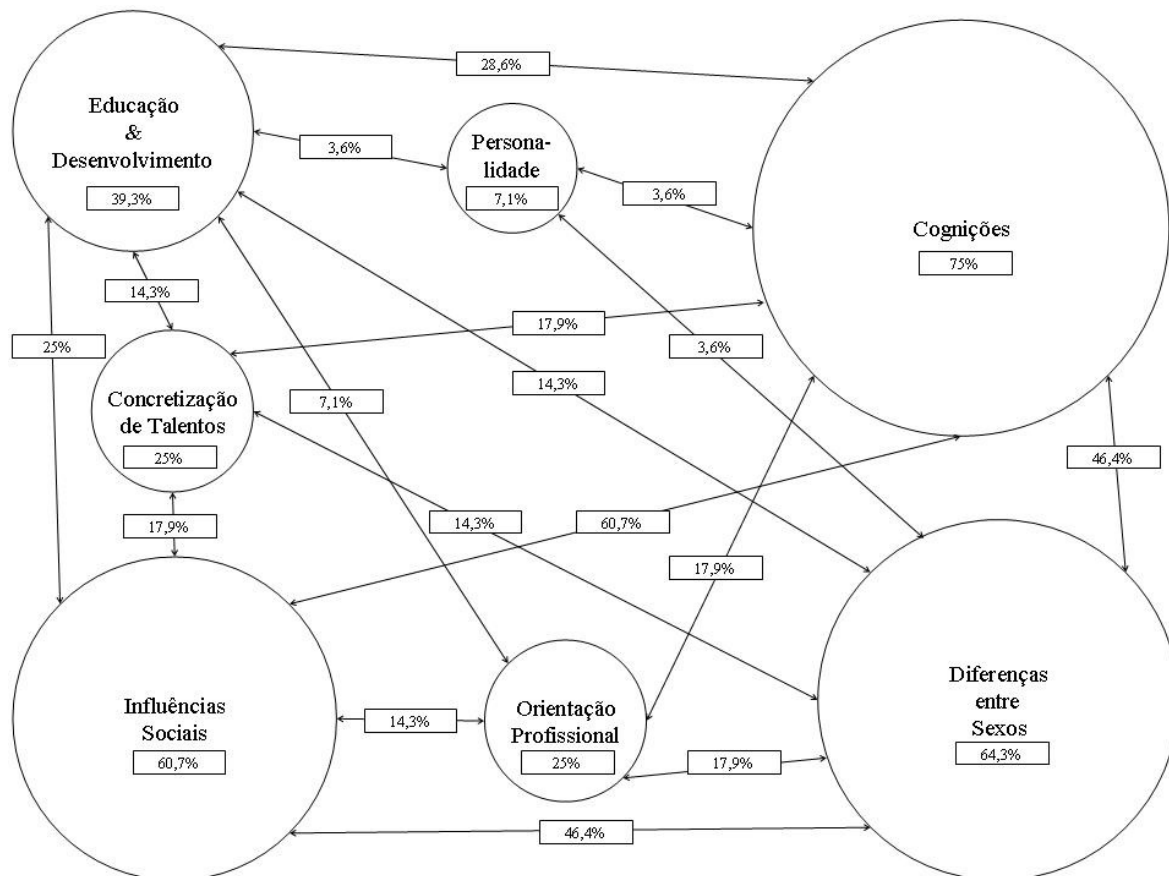 28,6%
Educação
&
Desenvolvimento
39,3%
3,6%
Persona-
lidade
7,1%
3,6%
Cognições
75%
14,3%
17,9%
25%
3,6%
14,3%
7,1%
Concretização
de Talentos
25%
46,4%
17,9%
14,3%
60,7%
17,9%
Influências
Sociais
60,7%
14,3%
Orientação
Profissional
25%
17,9%
Diferenças
entre
Sexos
64,3%
46,4%